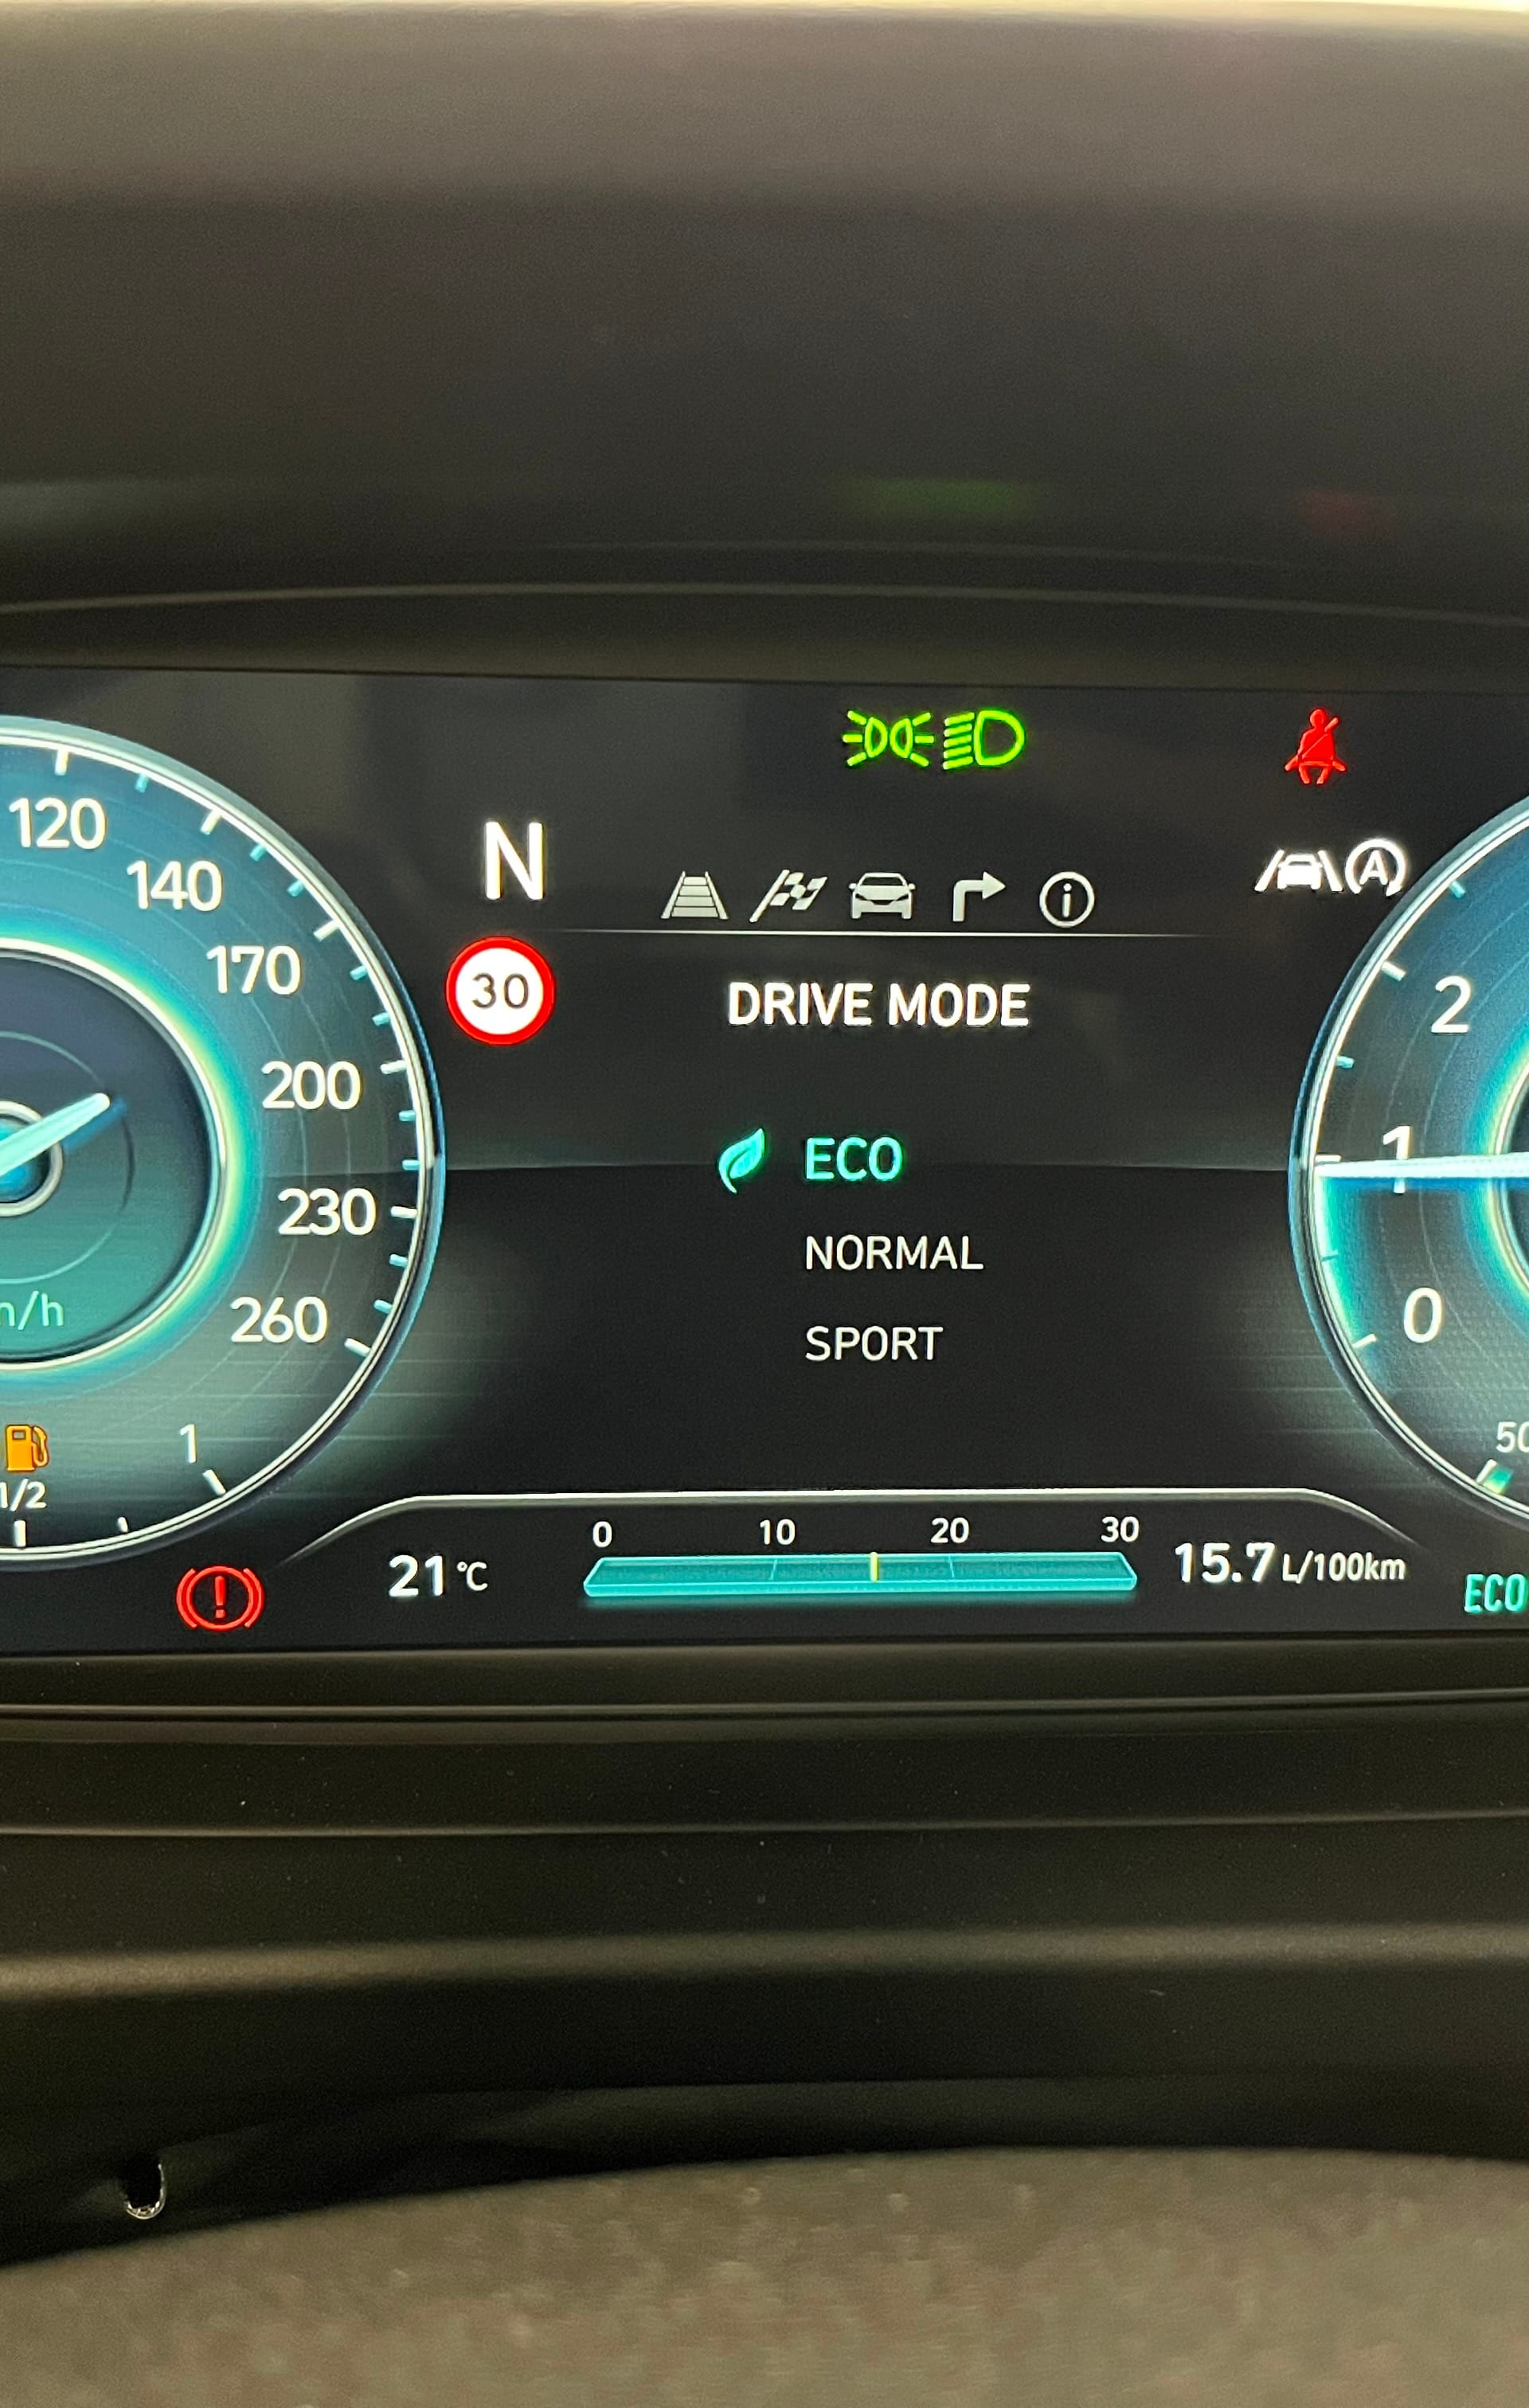 120
140
170
200
230
260
1/2
1
N
30
DRIVE MODE
ECO
NORMAL
SPORT
A
2
1
0
0 10 20 30
21 °C
15.7 L/100km
ECO